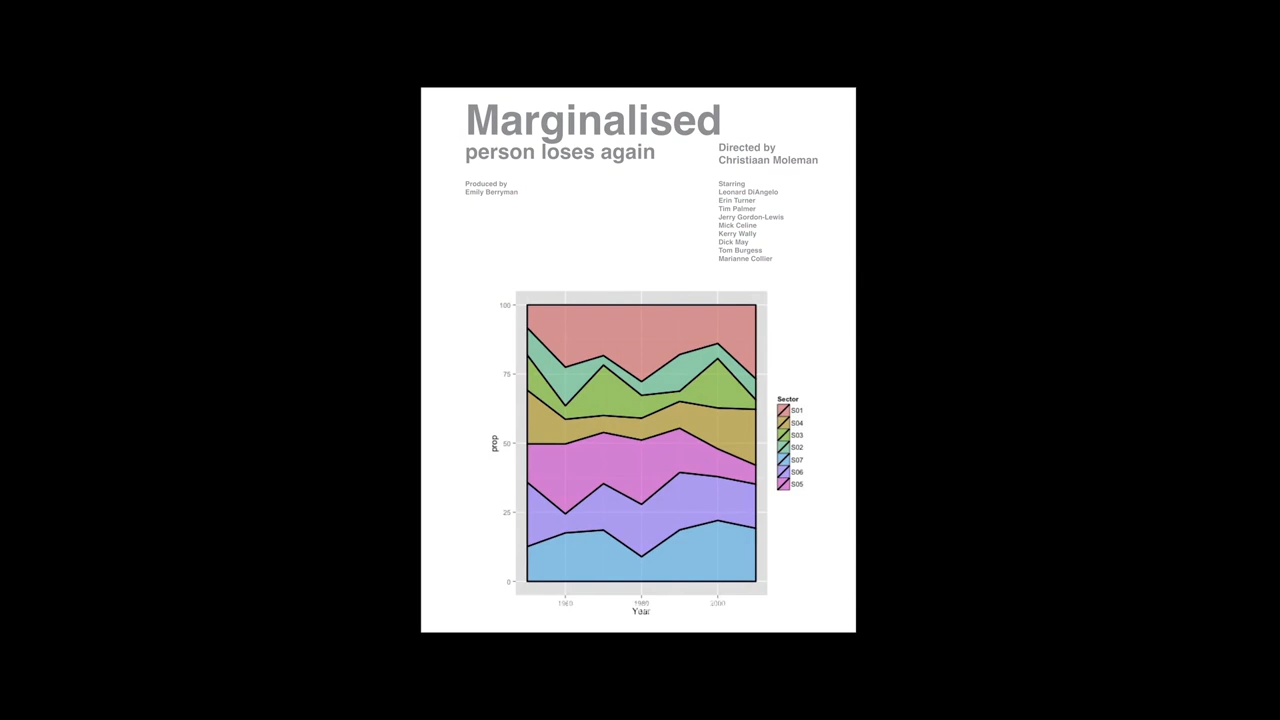 Marginalised
person loses again
Directed by
Christiaan Moleman
Produced by
Emily Berryman
Starring
Leonard DiAngelo
Erin Turner
Tim Palmer
Jerry Gordon-Lewis
Mick Celine
Kerry Wally
Dick May
Tom Burgess
Marianne Collier
100
75
50
25
0
prop
1960
1980
2000
Year
Sector
S01
S04
S03
S02
S07
S06
S05